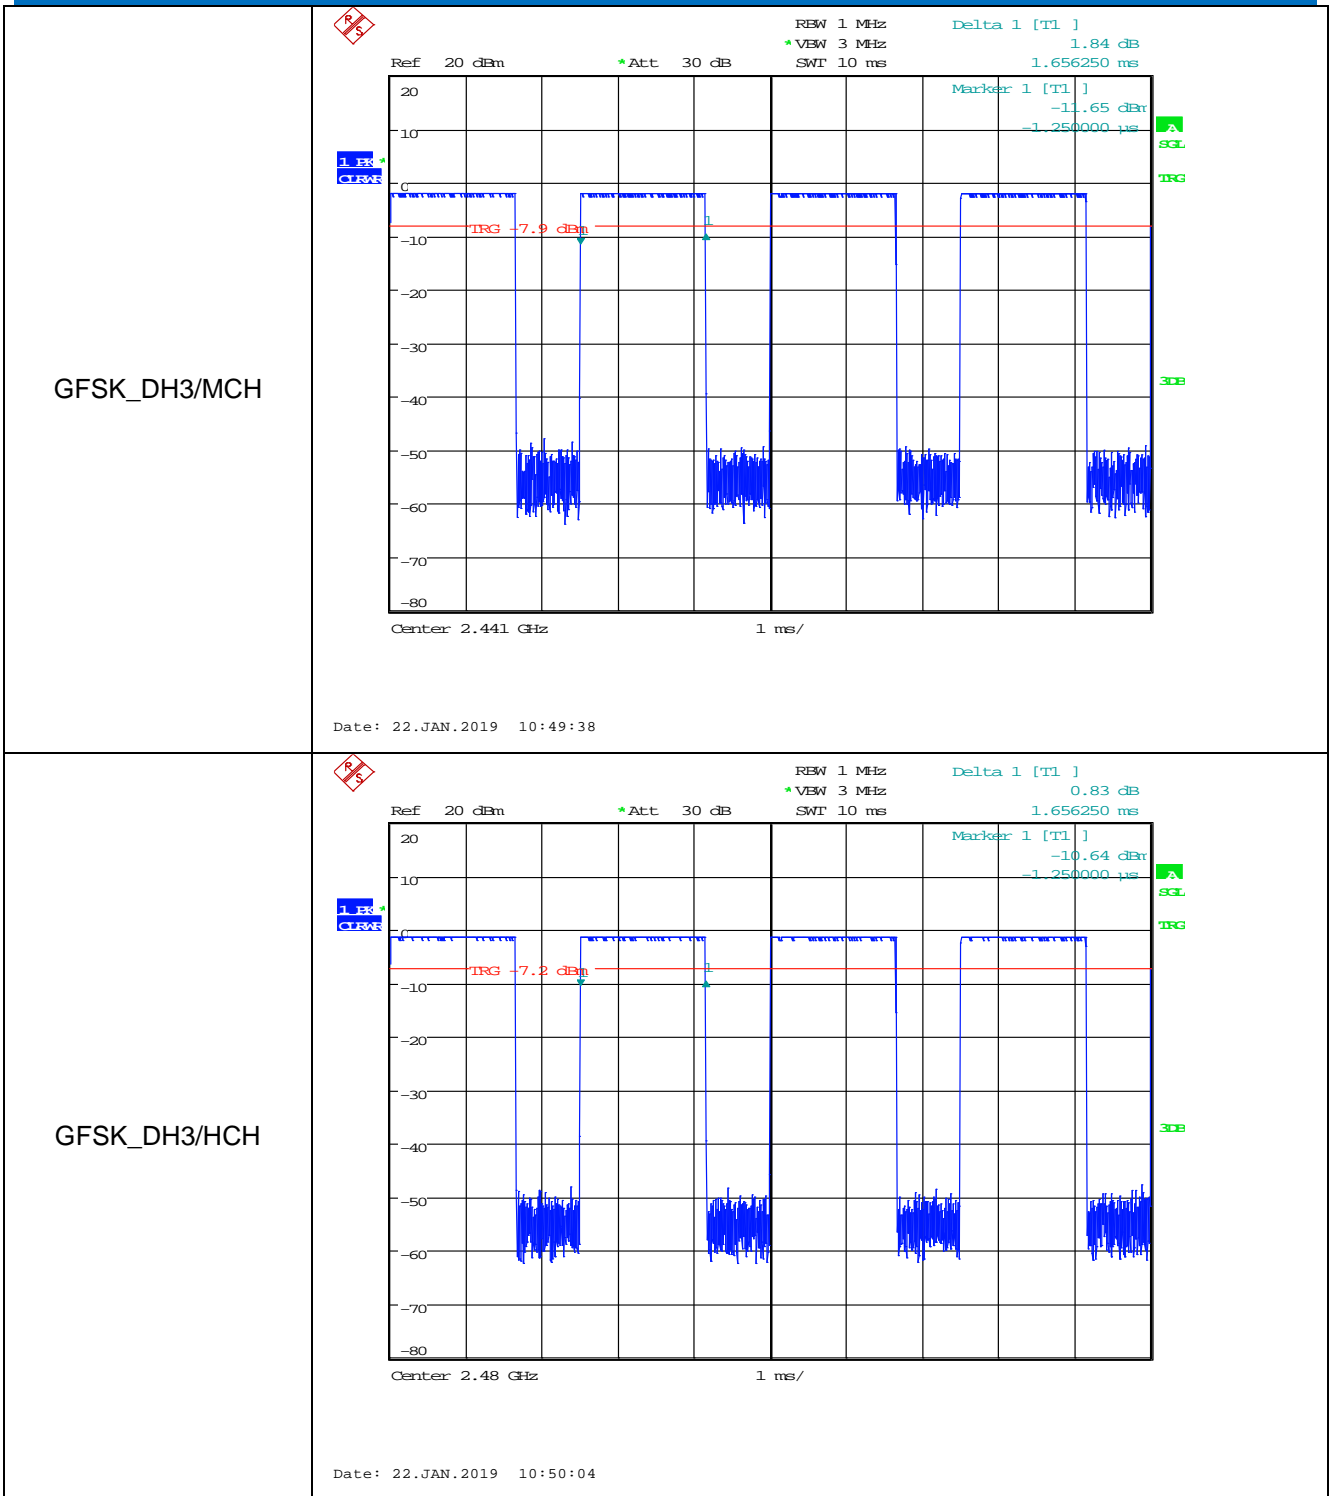 GFSK_DH3/MCH
R S
RBW 1 MHz
Delta 1 [T1 ]
*VBW 3 MHz
1.84 dB
Ref 20 dBm
*Att 30 dB
SWT 10 ms
1.656250 ms
20
Marker 1 [T1 ]
-11.65 dBm
-1.250000 µs
A
10
SGL
1 PK *
CLRWR
TRG
0
TRG -7.9 dBm
1
1
-10
-20
-30
3DB
-40
-50
-60
-70
-80
Center 2.441 GHz
1 ms/
Date: 22.JAN.2019 10:49:38
GFSK_DH3/HCH
R S
RBW 1 MHz
Delta 1 [T1 ]
*VBW 3 MHz
0.83 dB
Ref 20 dBm
*Att 30 dB
SWT 10 ms
1.656250 ms
20
Marker 1 [T1 ]
-10.64 dBm
-1.250000 µs
A
10
SGL
1 PK *
CLRWR
TRG
0
TRG -7.2 dBm
1
1
-10
-20
-30
3DB
-40
-50
-60
-70
-80
Center 2.48 GHz
1 ms/
Date: 22.JAN.2019 10:50:04